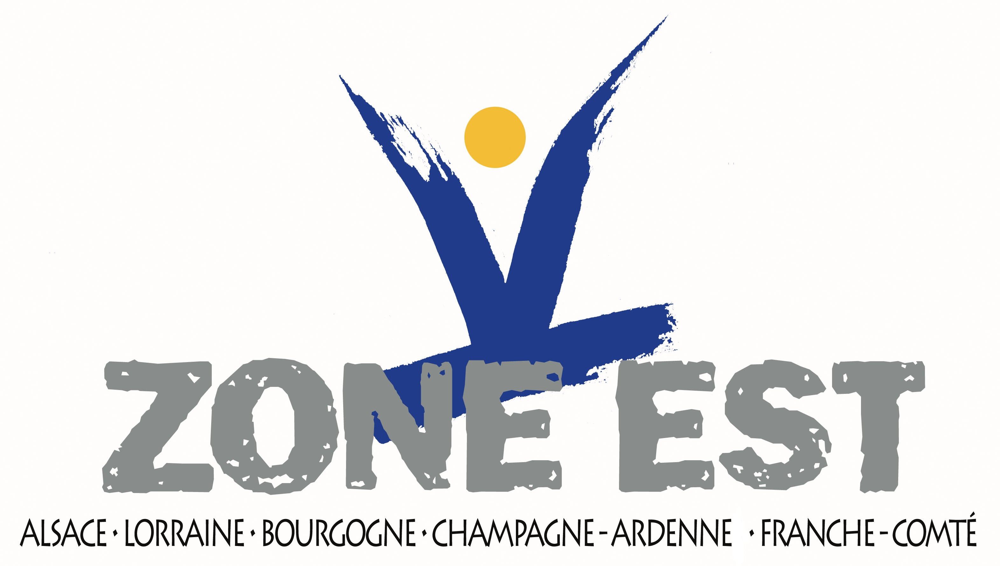 ZONE EST
ALSACE · LORRAINE · BOURGOGNE · CHAMPAGNE-ARDENNE · FRANCHE-COMTÉ